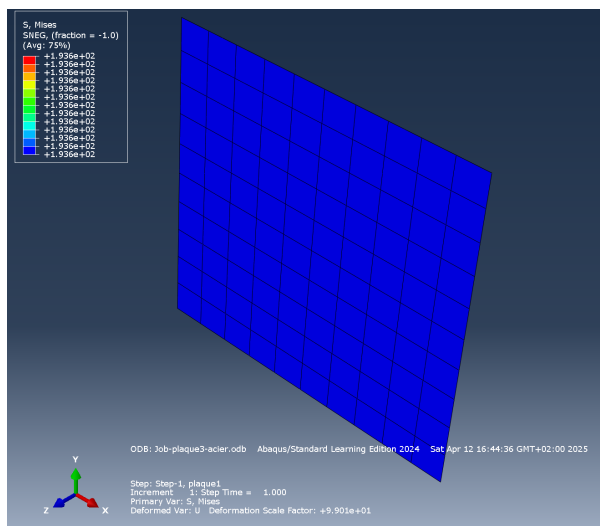 S, Mises
SNEG, (fraction = -1.0)
(Avg: 75%)
+1.936e+02
+1.936e+02
+1.936e+02
+1.936e+02
+1.936e+02
+1.936e+02
+1.936e+02
+1.936e+02
+1.936e+02
+1.936e+02
+1.936e+02
+1.936e+02
+1.936e+02
ODB: Job-plaque3-acier.odb Abaqus/Standard Learning Edition 2024 Sat Apr 12 16:44:36 GMT+02:00 2025
Y
Z
X
Step: Step-1, plaque1
Increment 1: Step Time = 1.000
Primary Var: S, Mises
Deformed Var: U Deformation Scale Factor: +9.901e+01